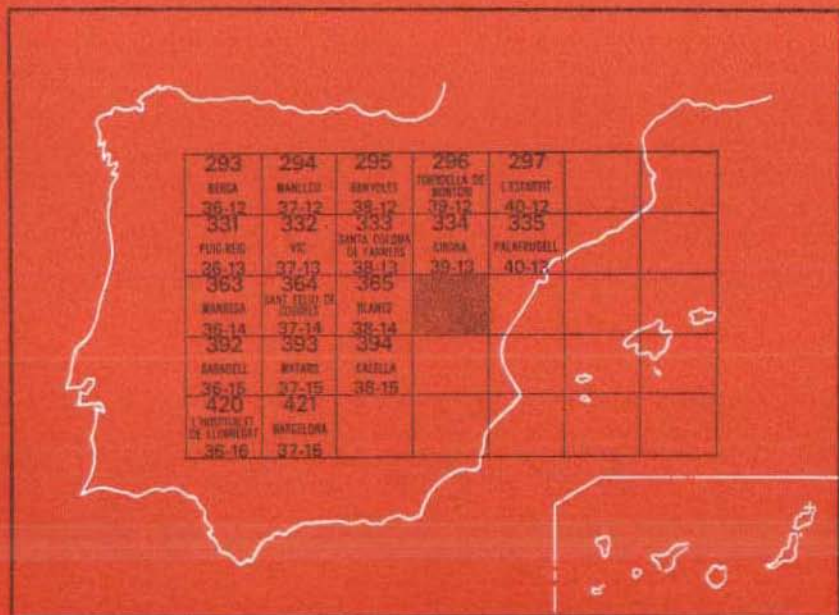 293 294 295 296 297
BERGA MANLLEU BANYOLES TORROELLA DE MONTGRI L'ESTARTIT
36-12 37-12 38-12 39-12 40-12
331 332 333 334 335
PUIG-REIG VIC SANTA COLOMA DE FARNERS GIRONA PALAFRUGELL
36-13 37-13 38-13 39-13 40-13
363 364 365
MANRESA SANT FELIU DE CODINES BLANES
36-14 37-14 38-14
392 393 394
SABADELL MATARO CALELLA
36-15 37-15 38-15
420 421
L'HOSPITALET DE LLOBREGAT BARCELONA
36-16 37-16